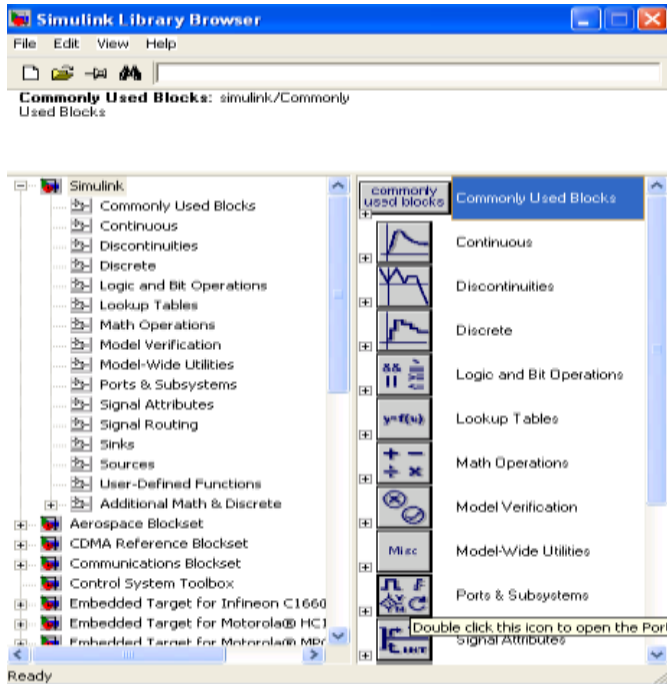 Simulink Library Browser
File Edit View Help
Commonly Used Blocks: simulink/Commonly
Used Blocks
Simulink
Commonly Used Blocks
Continuous
Discontinuities
Discrete
Logic and Bit Operations
Lookup Tables
Math Operations
Model Verification
Model-Wide Utilities
Ports & Subsystems
Signal Attributes
Signal Routing
Sinks
Sources
User-Defined Functions
Additional Math & Discrete
Aerospace Blockset
CDMA Reference Blockset
Communications Blockset
Control System Toolbox
Embedded Target for Infineon C166
Embedded Target for Motorola® HC1
Embedded Target for Motorola®
commonly
used blocks
Commonly Used Blocks
Continuous
Discontinuities
Discrete
Logic and Bit Operations
y=f(u)
Lookup Tables
+ −
÷ ×
Math Operations
Model Verification
Misc
Model-Wide Utilities
Ports & Subsystems
Double click this icon to open the Port
Signal Attributes
Ready